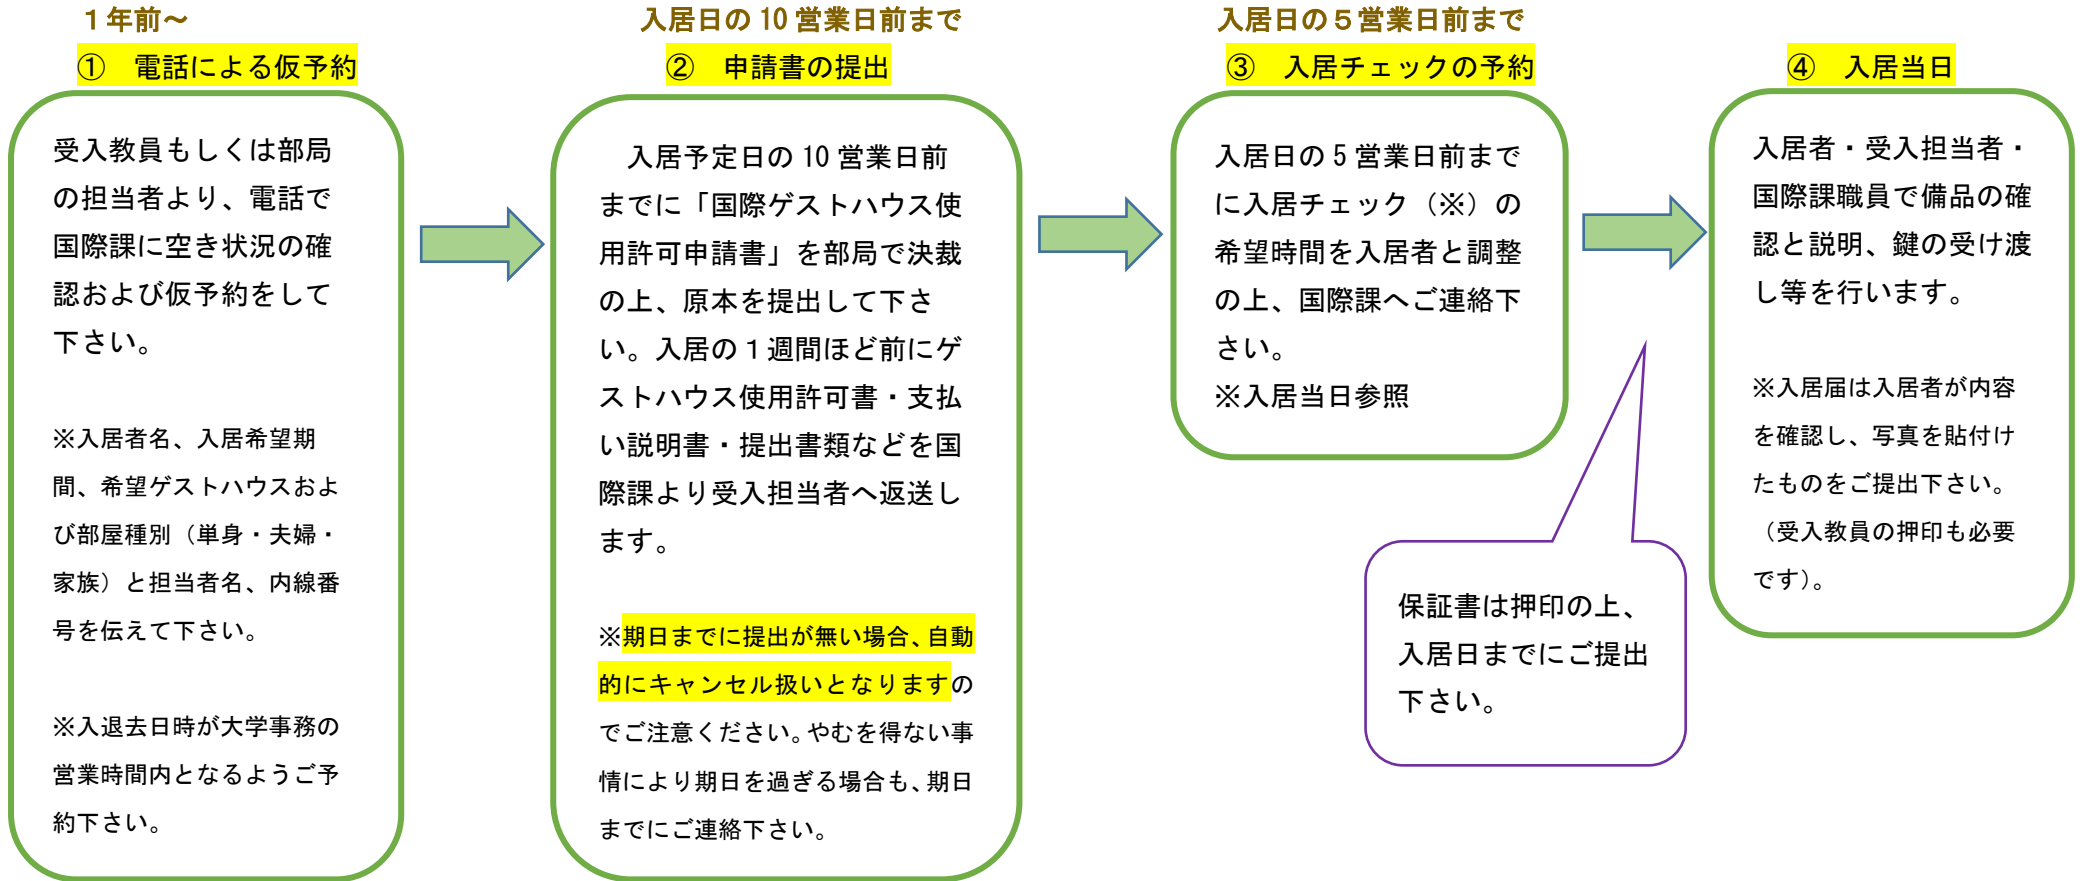 １年前～
①　電話による仮予約
受入教員もしくは部局
の担当者より、電話で
国際課に空き状況の確
認および仮予約をして
下さい。
※入居者名、入居希望期
間、希望ゲストハウスおよ
び部屋種別（単身・夫婦・
家族）と担当者名、内線番
号を伝えて下さい。
※入退去日時が大学事務の
営業時間内となるようご予
約下さい。
入居日の 10 営業日前まで
②　申請書の提出
入居予定日の 10 営業日前
までに「国際ゲストハウス使
用許可申請書」を部局で決裁
の上、原本を提出して下さ
い。入居の１週間ほど前にゲ
ストハウス使用許可書・支払
い説明書・提出書類などを国
際課より受入担当者へ返送し
ます。
※期日までに提出が無い場合、自動
的にキャンセル扱いとなりますの
でご注意ください。やむを得ない事
情により期日を過ぎる場合も、期日
までにご連絡下さい。
入居日の５営業日前まで
③　入居チェックの予約
入居日の 5 営業日前まで
に入居チェック（※）の
希望時間を入居者と調整
の上、国際課へご連絡下
さい。
※入居当日参照
保証書は押印の上、
入居日までにご提出
下さい。
④　入居当日
入居者・受入担当者・
国際課職員で備品の確
認と説明、鍵の受け渡
し等を行います。
※入居届は入居者が内容
を確認し、写真を貼付け
たものをご提出下さい。
（受入教員の押印も必要
です）。